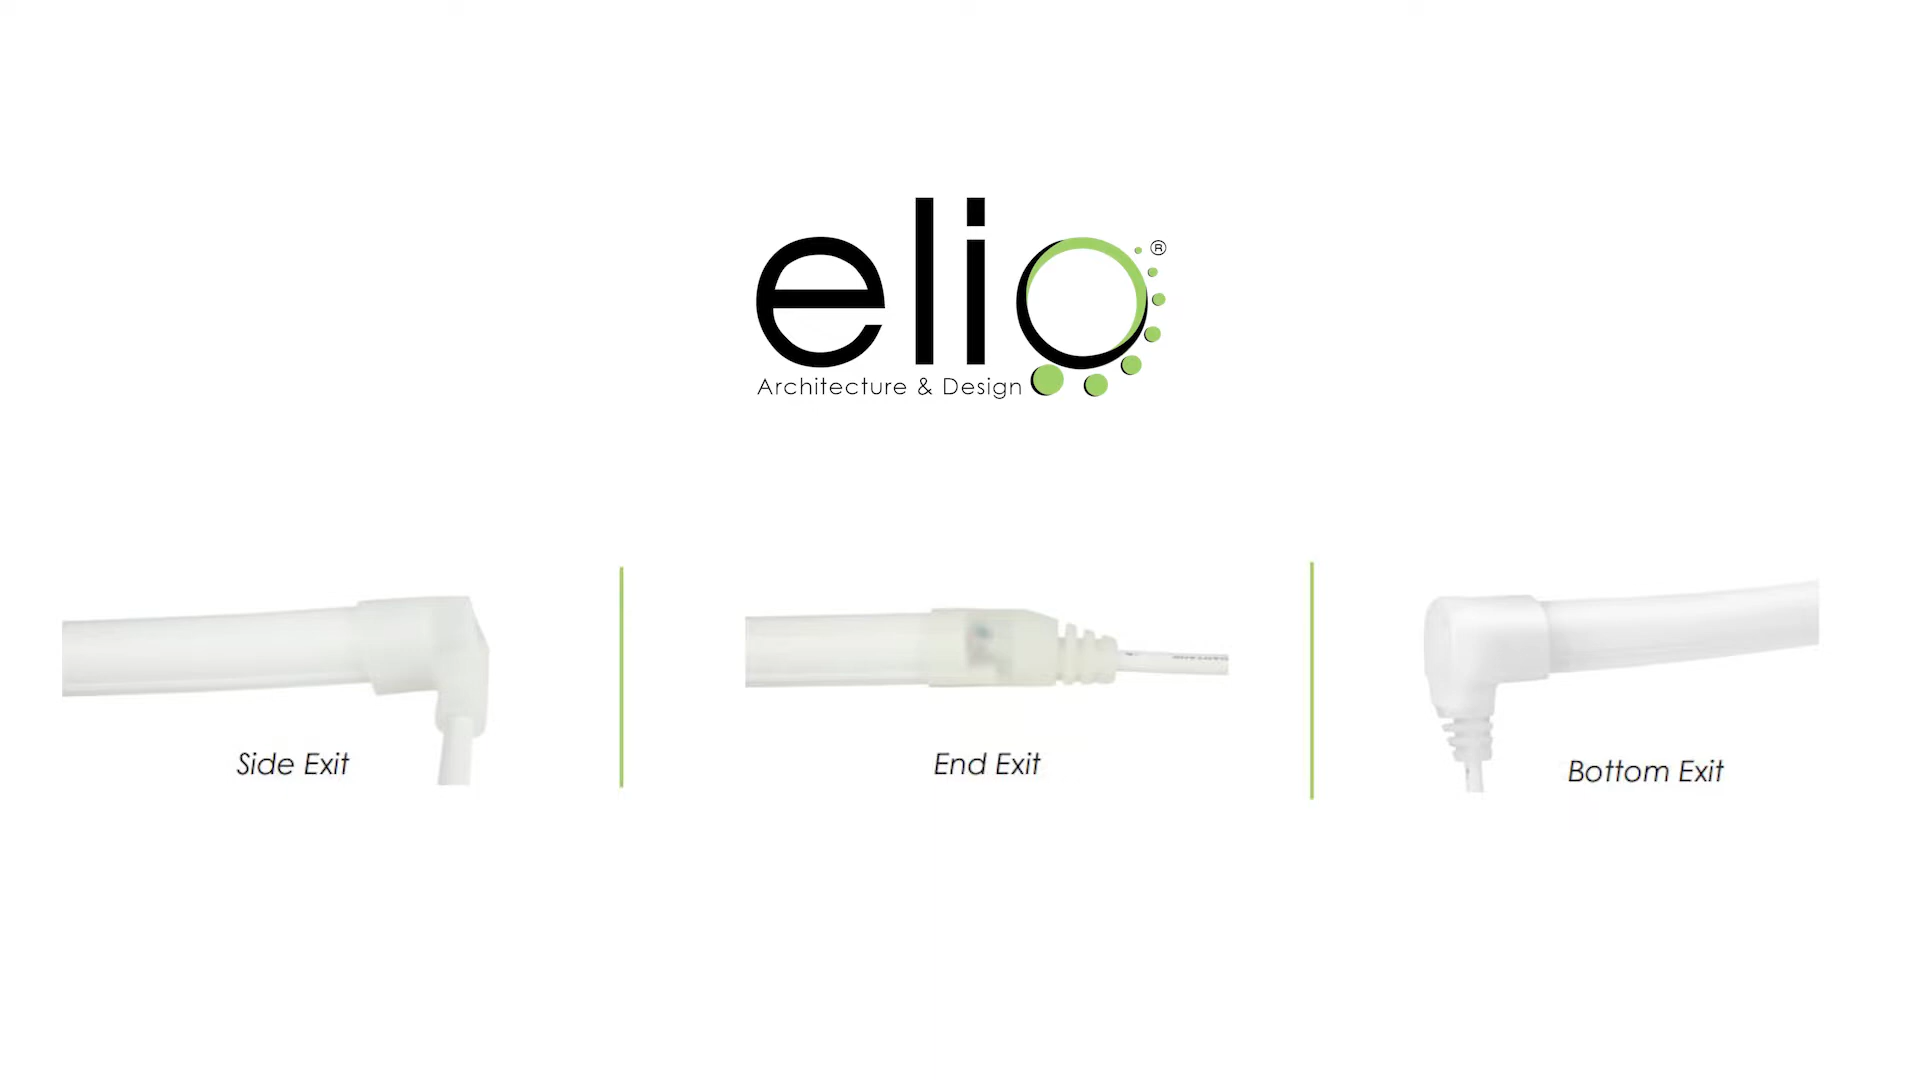 elio®
Architecture & Design
Side Exit
End Exit
Bottom Exit